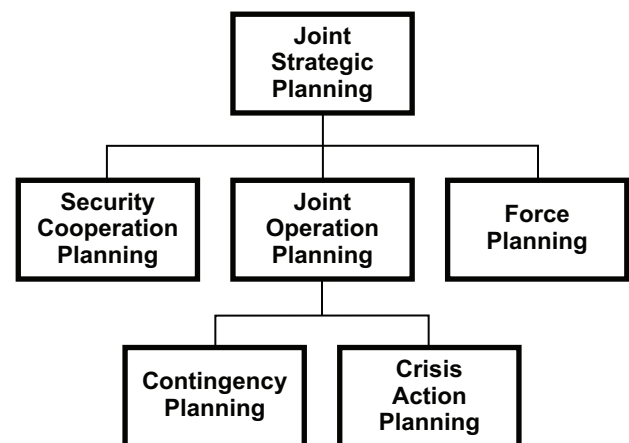 Joint
Strategic
Planning
Security
Cooperation
Planning
Joint
Operation
Planning
Force
Planning
Contingency
Planning
Crisis
Action
Planning